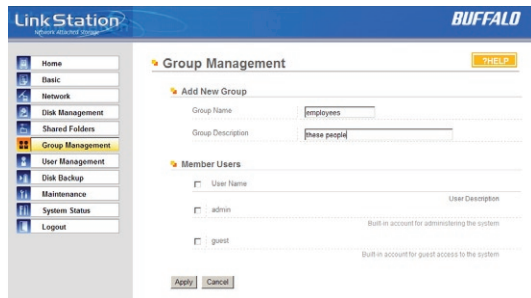 LinkStation
Network Attached Storage
BUFFALO
Home
Basic
Network
Disk Management
Shared Folders
Group Management
User Management
Disk Backup
Maintenance
System Status
Logout
Group Management
?HELP
Add New Group
Group Name
employees
Group Description
these people
Member Users
User Name
User Description
admin
Built-in account for administering the system
guest
Built-in account for guest access to the system
Apply
Cancel